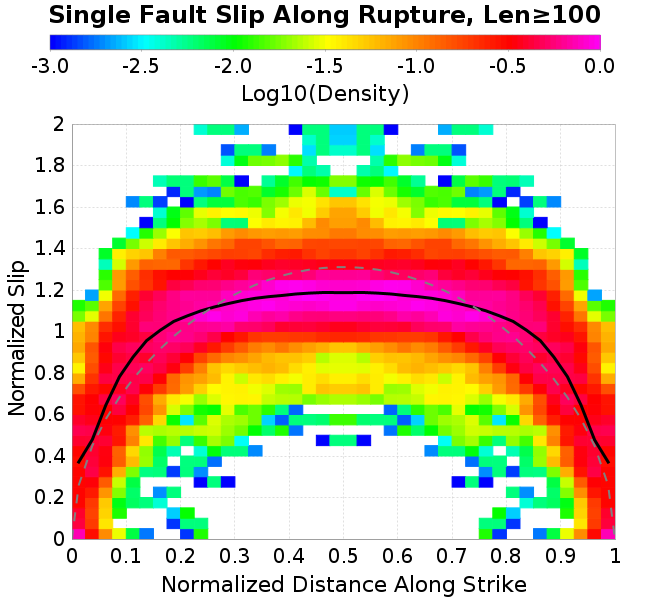 Single Fault Slip Along Rupture, Len≥100
-3.0 -2.5 -2.0 -1.5 -1.0 -0.5 0.0
Log10(Density)
2
1.8
1.6
1.4
1.2
1
0.8
0.6
0.4
0.2
0
Normalized Slip
0 0.1 0.2 0.3 0.4 0.5 0.6 0.7 0.8 0.9 1
Normalized Distance Along Strike